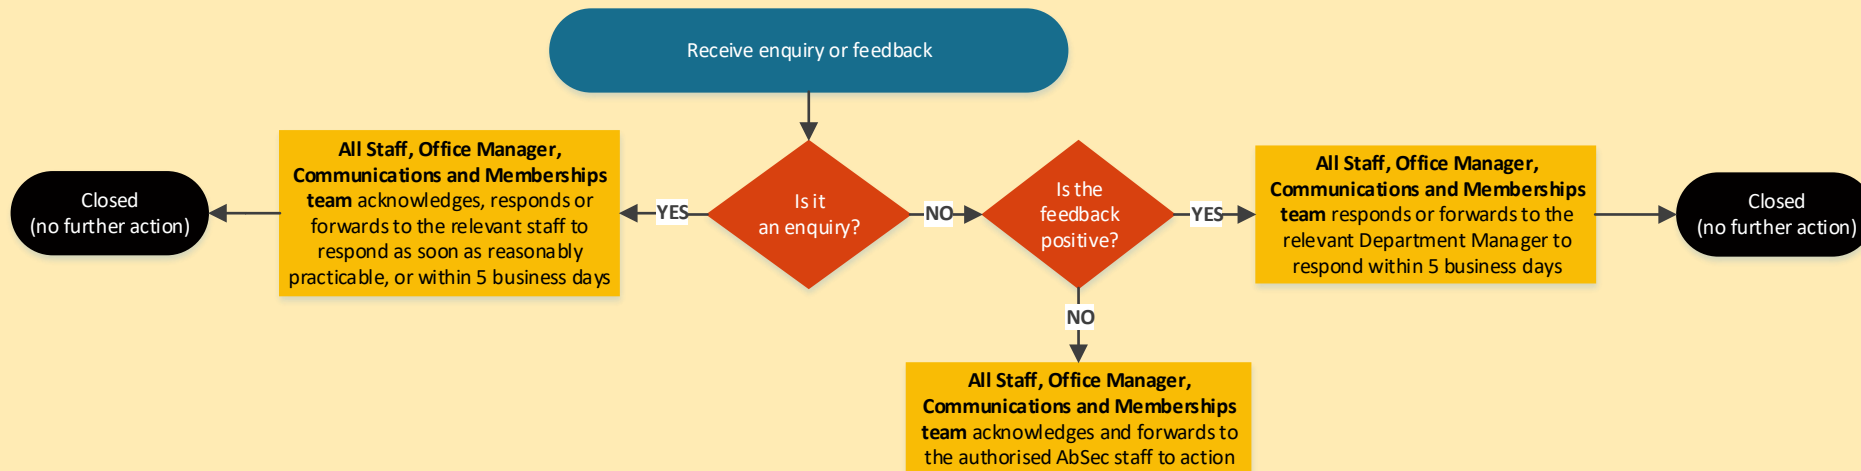 Receive enquiry or feedback
Closed
(no further action)
All Staff, Office Manager,
Communications and Memberships
team acknowledges, responds or
forwards to the relevant staff to
respond as soon as reasonably
practicable, or within 5 business days
YES
Is it
an enquiry?
NO
Is the
feedback
positive?
YES
All Staff, Office Manager,
Communications and Memberships
team responds or forwards to the
relevant Department Manager to
respond within 5 business days
Closed
(no further action)
NO
All Staff, Office Manager,
Communications and Memberships
team acknowledges and forwards to
the authorised AbSec staff to action